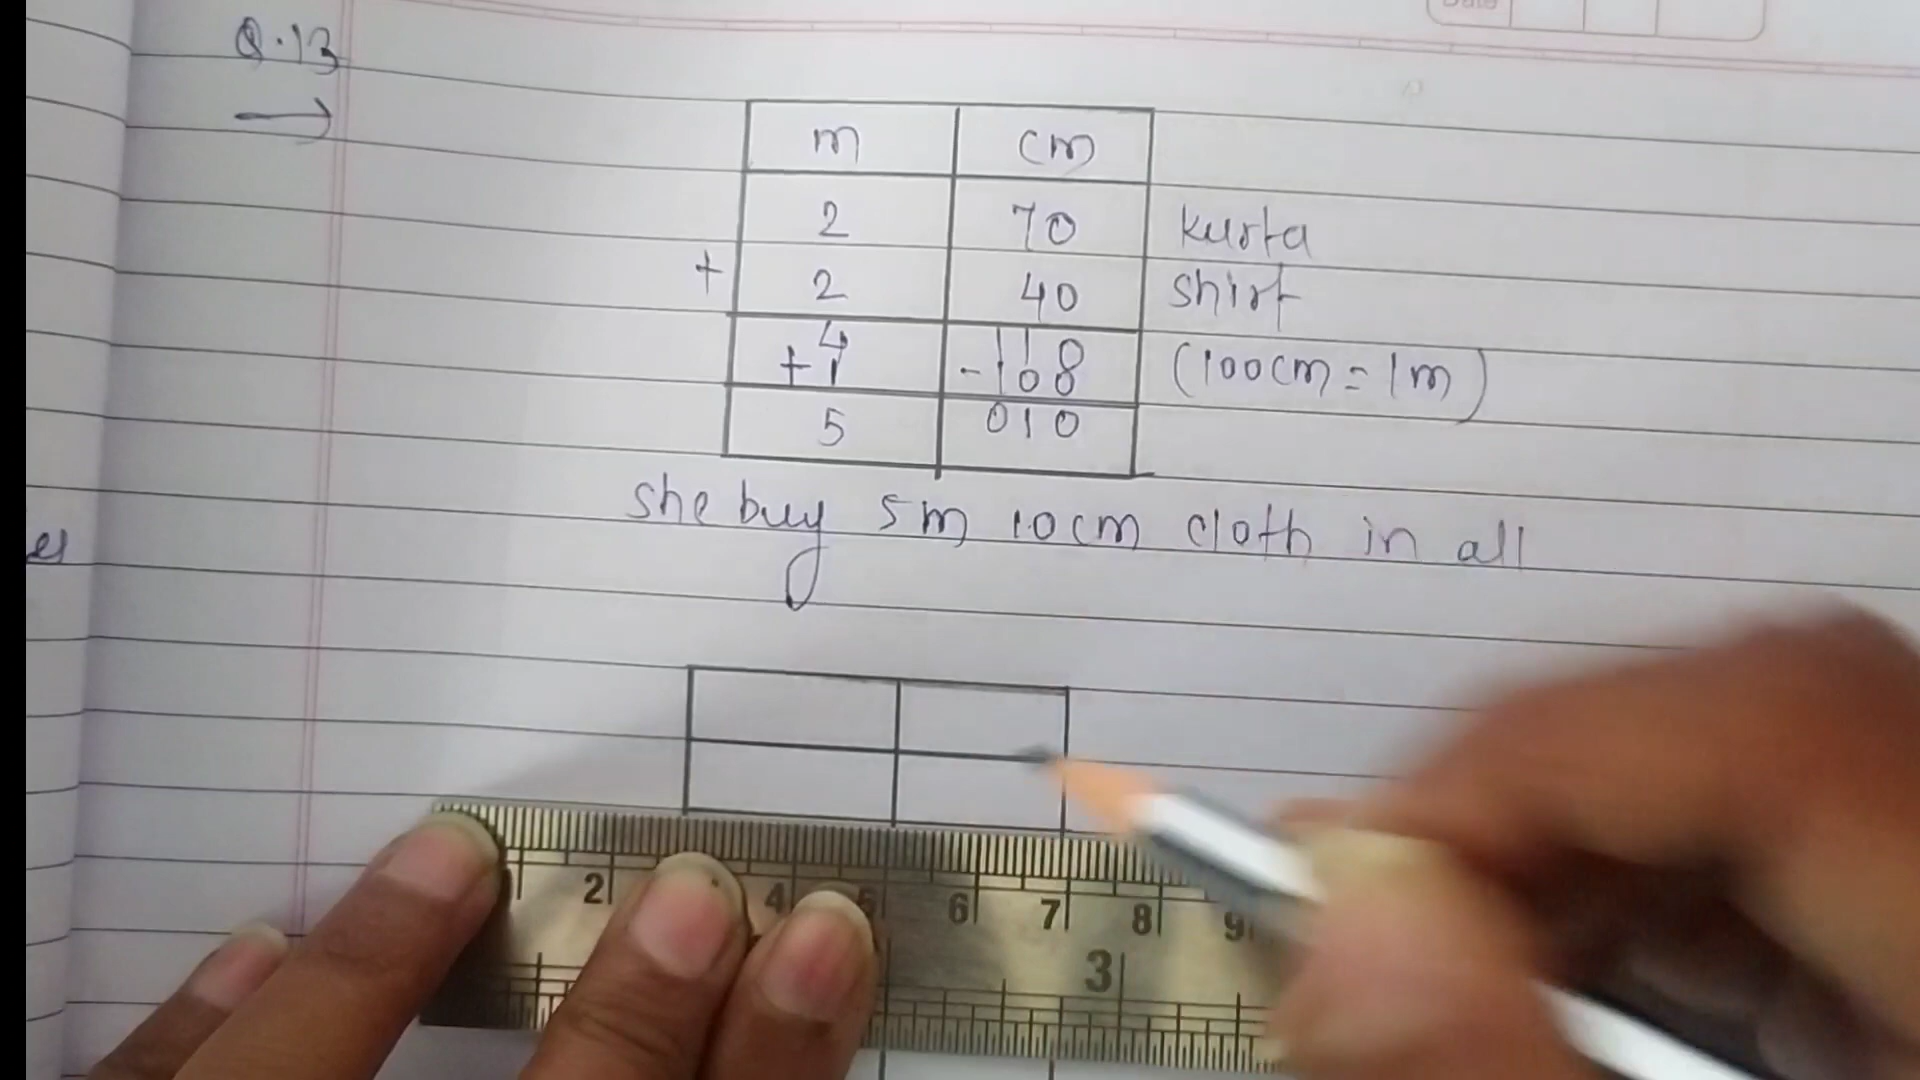 Date
Q.13
→
m cm
2 70 kurta
+ 2 40 shirt
4 110
+1 -100 (100cm = 1m)
5 010
she buy 5m 10cm cloth in all
2 4 5 6 7 8 9
3